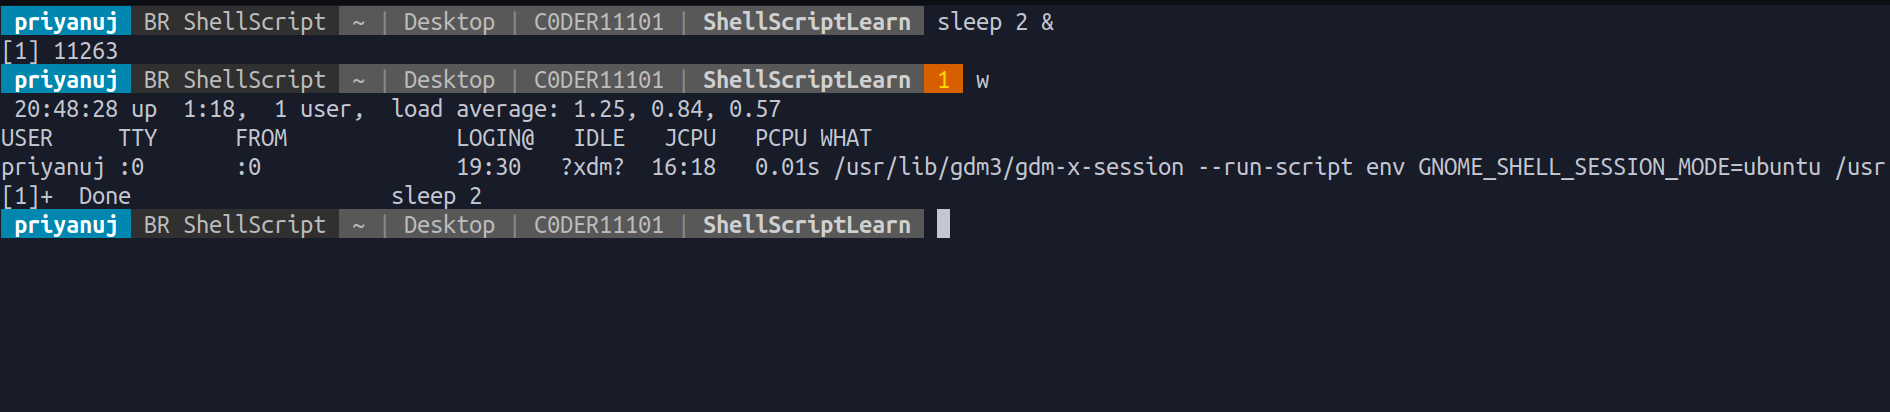 priyanuj BR ShellScript ~ | Desktop | C0DER11101 | ShellScriptLearn sleep 2 &
[1] 11263
priyanuj BR ShellScript ~ | Desktop | C0DER11101 | ShellScriptLearn 1 w
20:48:28 up  1:18,  1 user,  load average: 1.25, 0.84, 0.57
USER     TTY      FROM             LOGIN@   IDLE   JCPU   PCPU WHAT
priyanuj :0       :0               19:30   ?xdm?  16:18   0.01s /usr/lib/gdm3/gdm-x-session --run-script env GNOME_SHELL_SESSION_MODE=ubuntu /usr
[1]+  Done                    sleep 2
priyanuj BR ShellScript ~ | Desktop | C0DER11101 | ShellScriptLearn